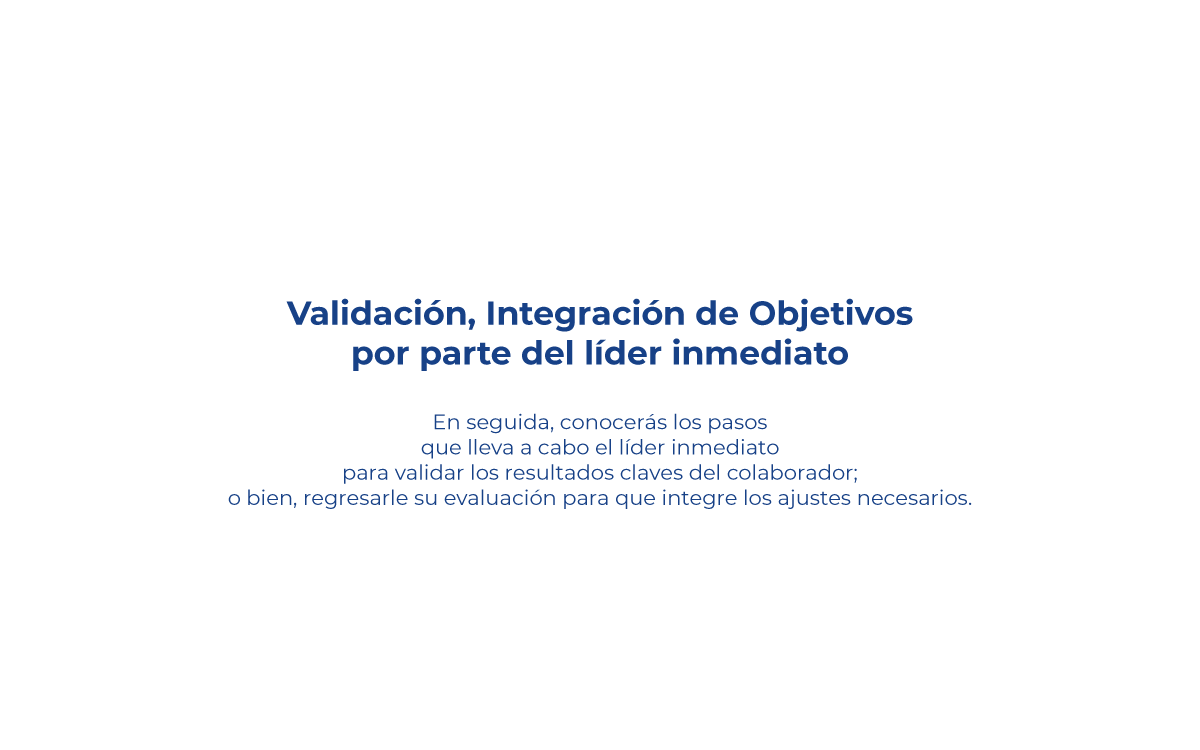 Validación, Integración de Objetivos
por parte del líder inmediato
En seguida, conocerás los pasos
que lleva a cabo el líder inmediato
para validar los resultados claves del colaborador;
o bien, regresarle su evaluación para que integre los ajustes necesarios.